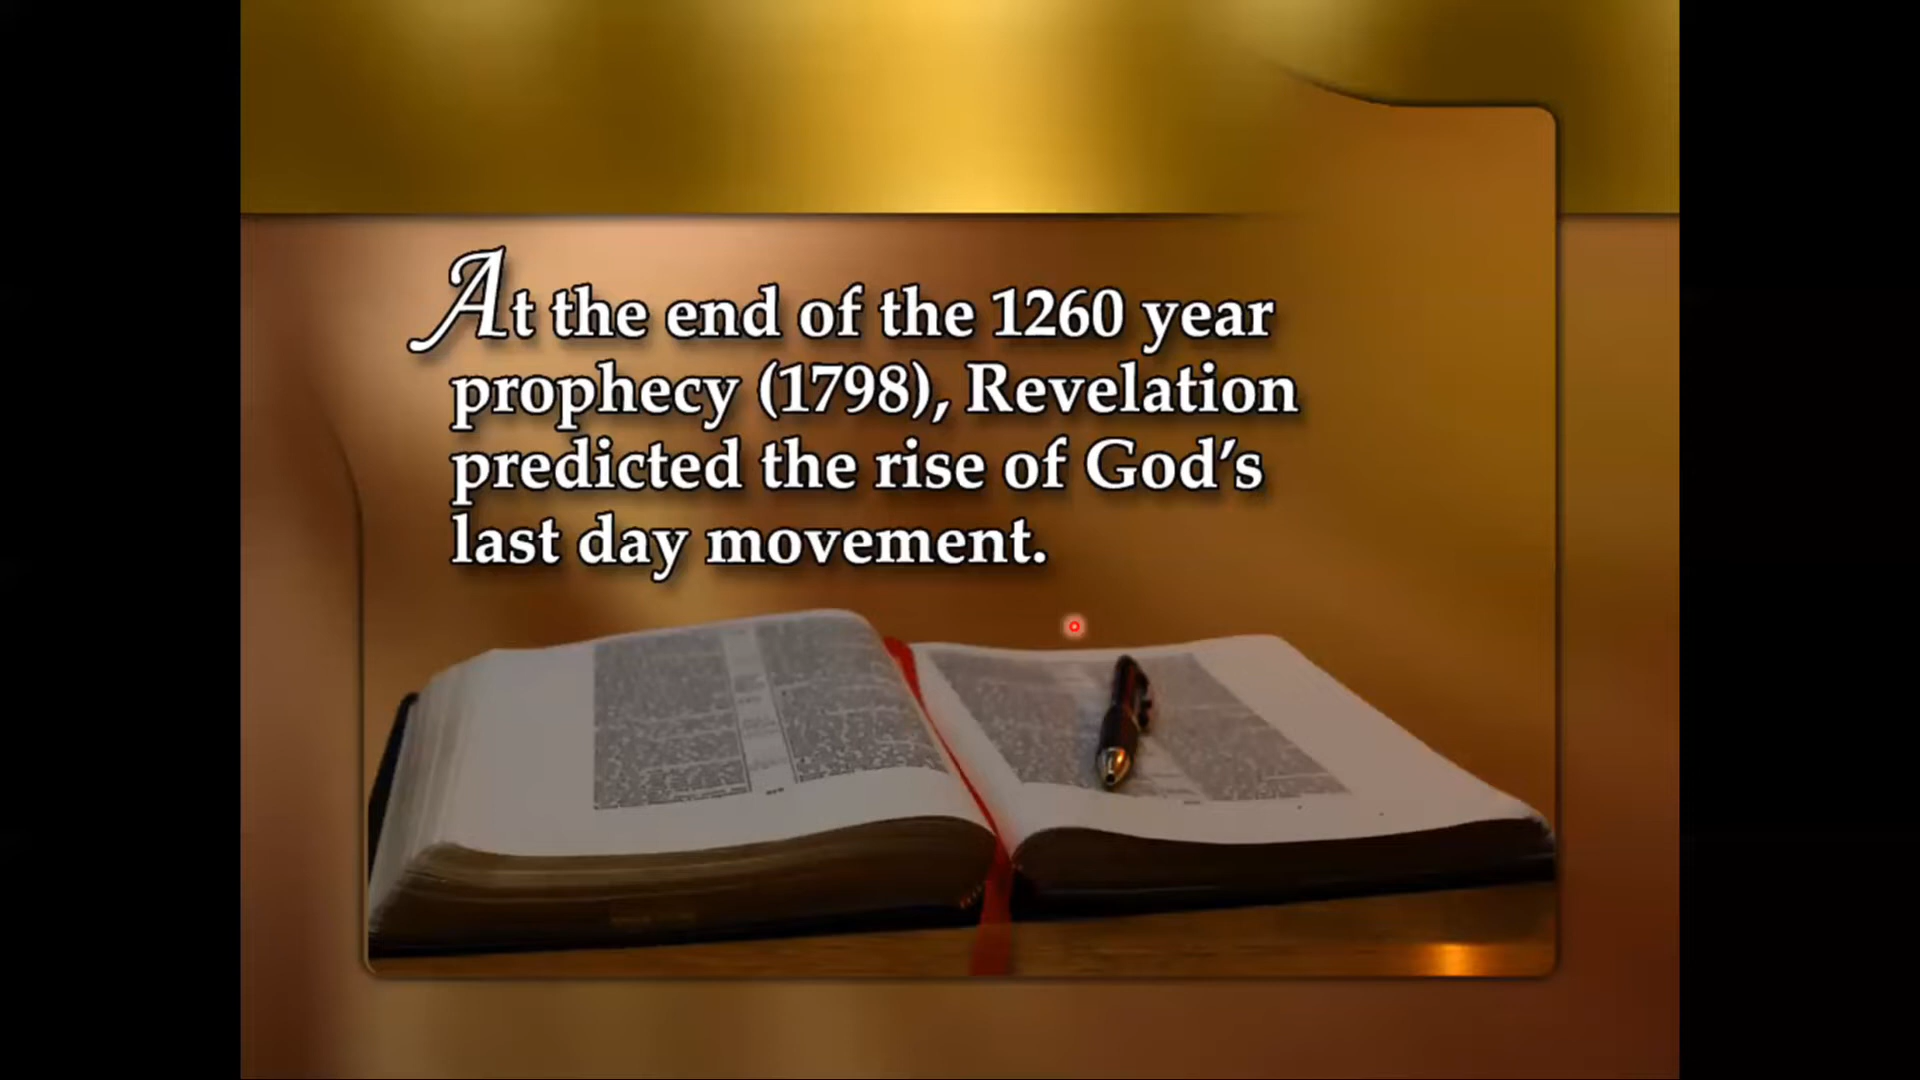 At the end of the 1260 year
prophecy (1798), Revelation
predicted the rise of God's
last day movement.